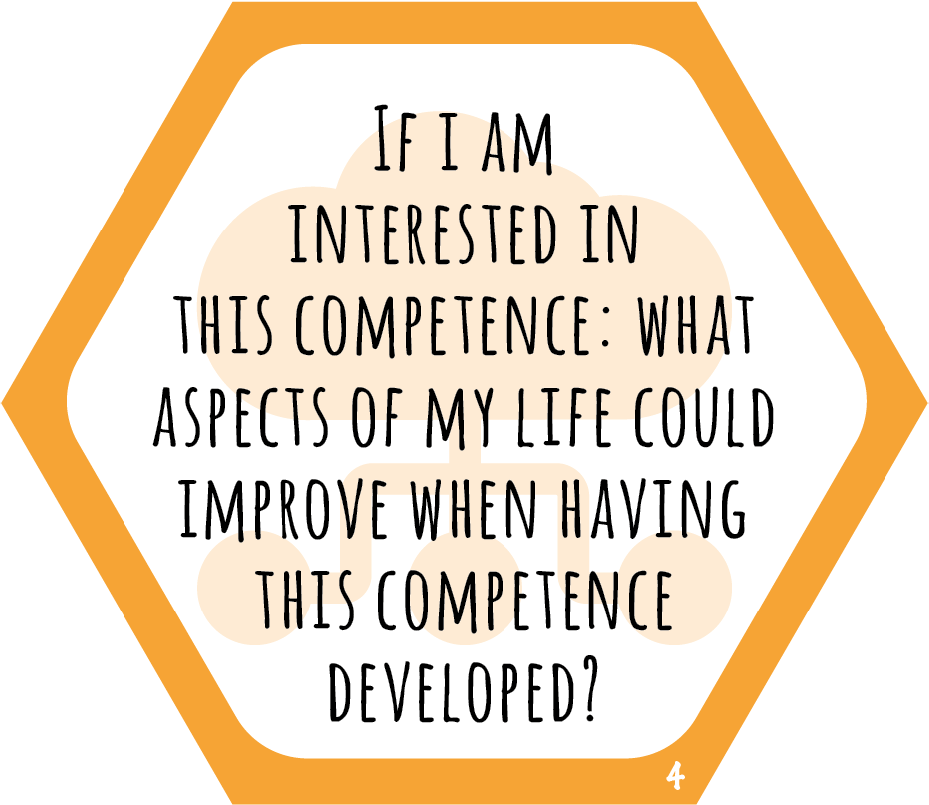 If i am
interested in
this competence: what
aspects of my life could
improve when having
this competence
developed?
4